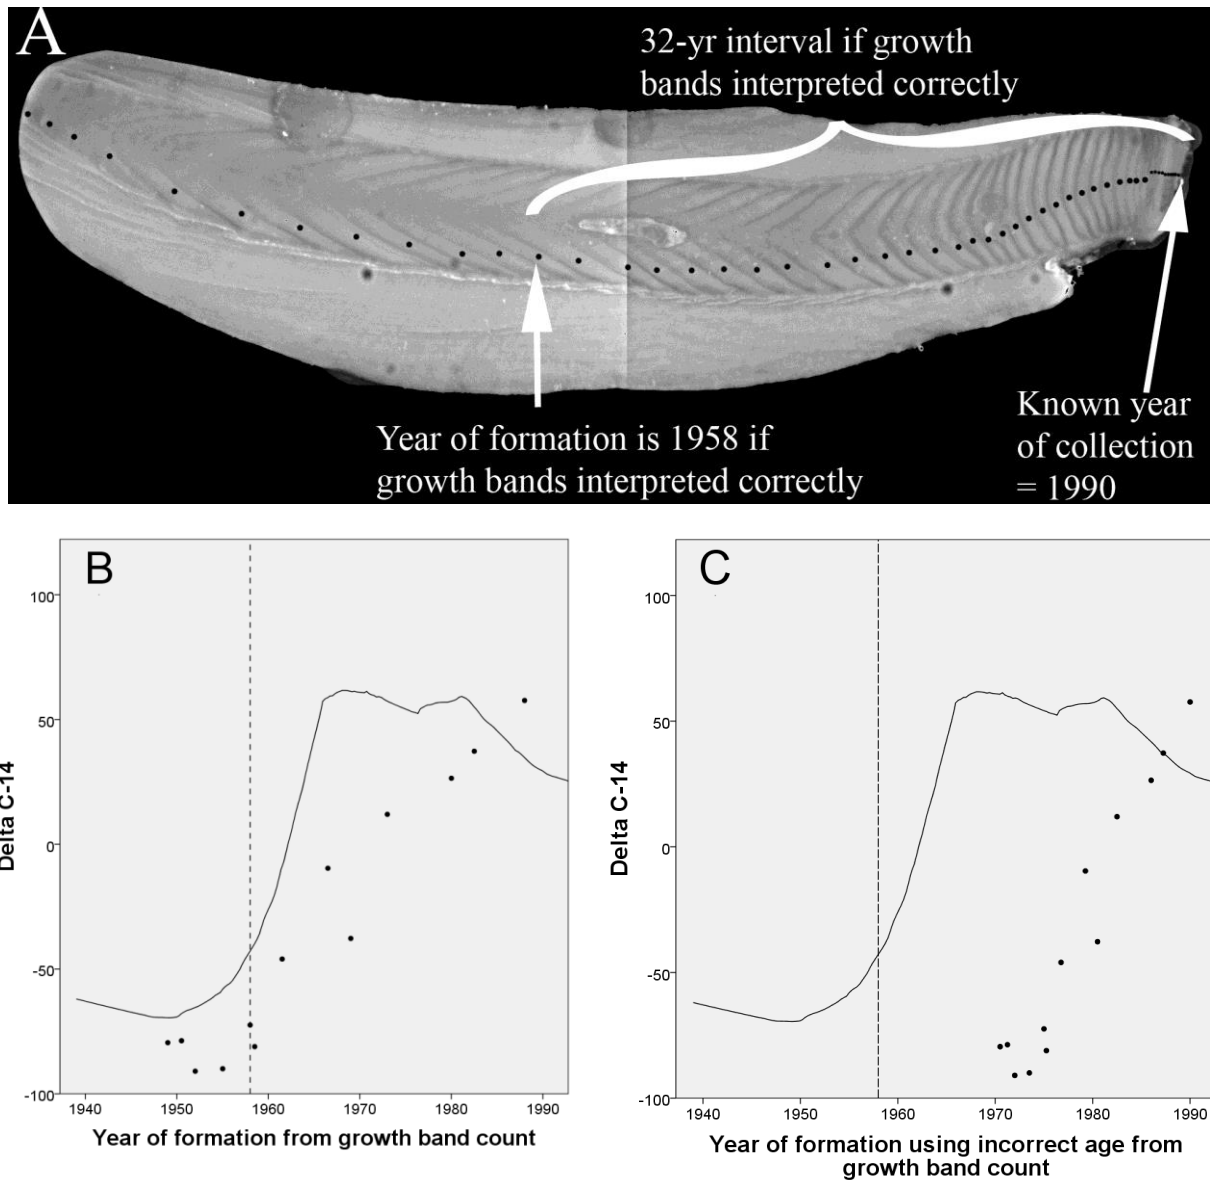 A
32-yr interval if growth
bands interpreted correctly
Year of formation is 1958 if
growth bands interpreted correctly
Known year
of collection
= 1990
B
100
50
0
-50
-100
Delta C-14
1940 1950 1960 1970 1980 1990
Year of formation from growth band count
C
100
50
0
-50
-100
Delta C-14
1940 1950 1960 1970 1980 1990
Year of formation using incorrect age from
growth band count